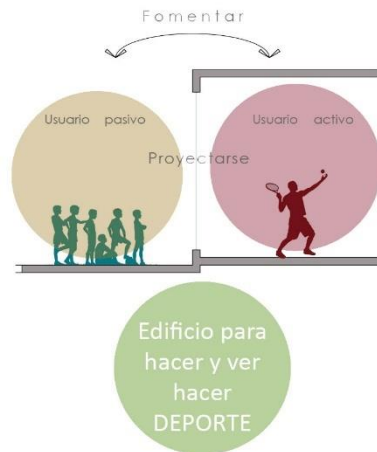 Fomentar
Usuario pasivo
Usuario activo
Proyectarse
Edificio para
hacer y ver
hacer
DEPORTE